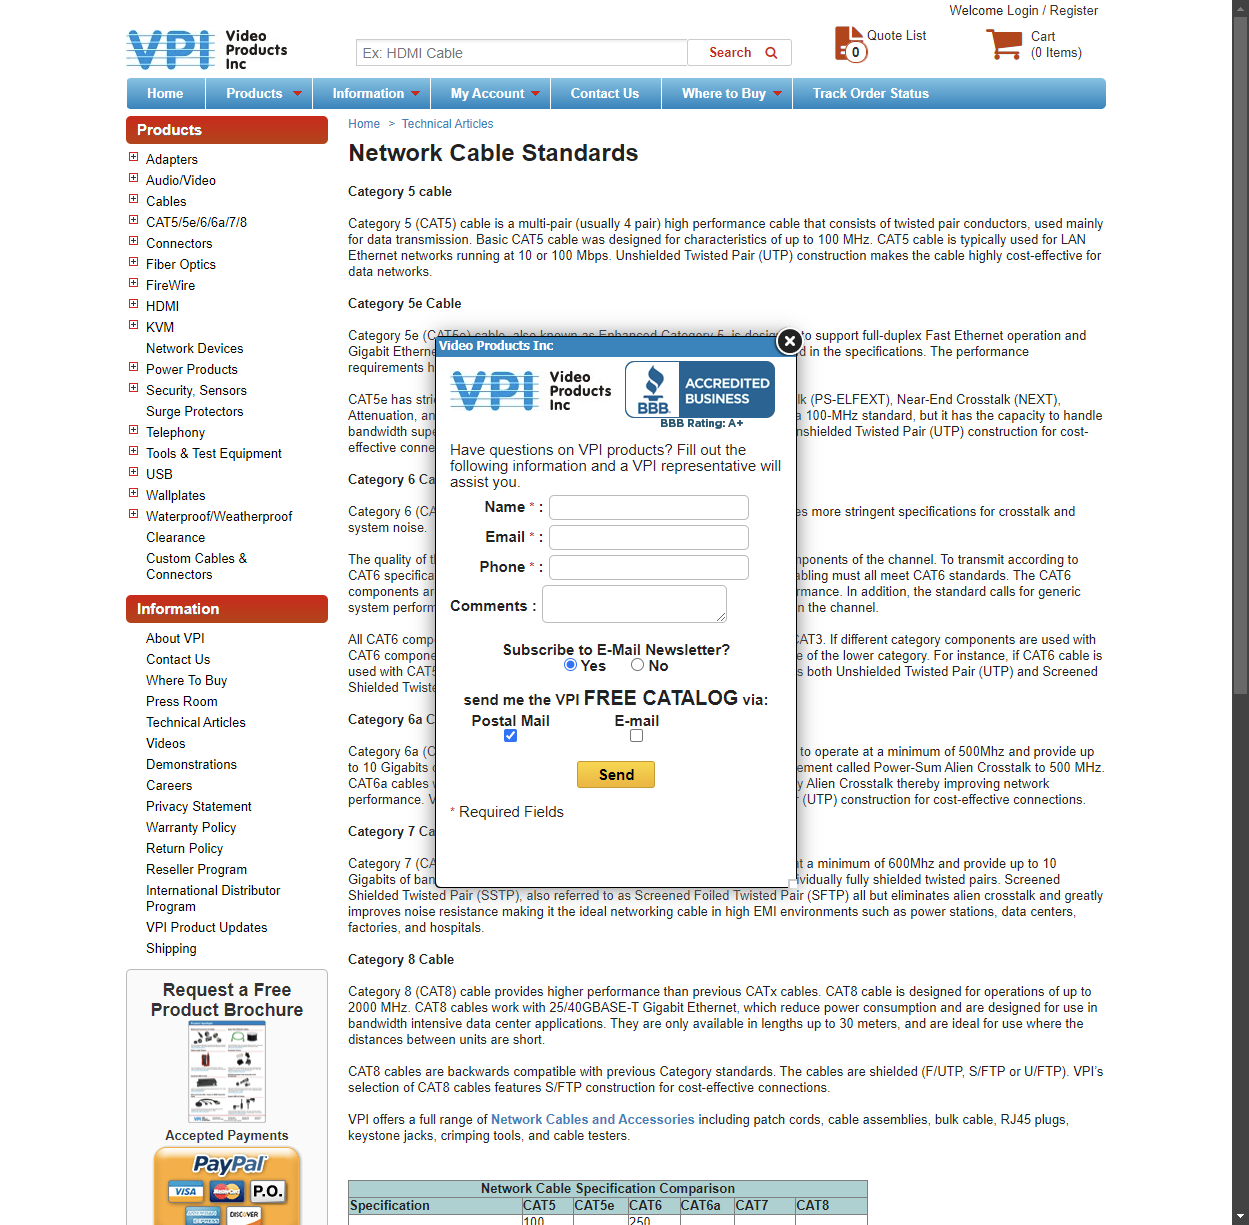 Welcome Login / Register
VPI Video Products Inc
Ex: HDMI Cable
Search
0
Quote List
Cart
(0 Items)
Home
Products
Information
My Account
Contact Us
Where to Buy
Track Order Status
Products
Adapters
Audio/Video
Cables
CAT5/5e/6/6a/7/8
Connectors
Fiber Optics
FireWire
HDMI
KVM
Network Devices
Power Products
Security, Sensors
Surge Protectors
Telephony
Tools & Test Equipment
USB
Wallplates
Waterproof/Weatherproof
Clearance
Custom Cables &
Connectors
Information
About VPI
Contact Us
Where To Buy
Press Room
Technical Articles
Videos
Demonstrations
Careers
Privacy Statement
Warranty Policy
Return Policy
Reseller Program
International Distributor
Program
VPI Product Updates
Shipping
Request a Free
Product Brochure
Accepted Payments
PayPal
VISA
MasterCard
P.O.
AMERICAN EXPRESS
DISCOVER
Home > Technical Articles
Network Cable Standards
Category 5 cable
Category 5 (CAT5) cable is a multi-pair (usually 4 pair) high performance cable that consists of twisted pair conductors, used mainly
for data transmission. Basic CAT5 cable was designed for characteristics of up to 100 MHz. CAT5 cable is typically used for LAN
Ethernet networks running at 10 or 100 Mbps. Unshielded Twisted Pair (UTP) construction makes the cable highly cost-effective for
data networks.
Category 5e Cable
Category 5e (CAT5e) cable, also known as Enhanced Category 5, is designed to support full-duplex Fast Ethernet operation and
Gigabit Etherne d in the specifications. The performance
requirements h
CAT5e has stric lk (PS-ELFEXT), Near-End Crosstalk (NEXT),
Attenuation, an a 100-MHz standard, but it has the capacity to handle
bandwidth supe nshielded Twisted Pair (UTP) construction for cost-
effective conne
Category 6 Ca
Category 6 (CA es more stringent specifications for crosstalk and
system noise.
The quality of t nponents of the channel. To transmit according to
CAT6 specifica abling must all meet CAT6 standards. The CAT6
components ar rmance. In addition, the standard calls for generic
system perform n the channel.
All CAT6 comp CAT3. If different category components are used with
CAT6 compone e of the lower category. For instance, if CAT6 cable is
used with CAT5 s both Unshielded Twisted Pair (UTP) and Screened
Shielded Twiste
Category 6a C
Category 6a (C to operate at a minimum of 500Mhz and provide up
to 10 Gigabits ement called Power-Sum Alien Crosstalk to 500 MHz.
CAT6a cables y Alien Crosstalk thereby improving network
performance. V r (UTP) construction for cost-effective connections.
Category 7 Ca
Category 7 (CA t a minimum of 600Mhz and provide up to 10
Gigabits of ban ividually fully shielded twisted pairs. Screened
Shielded Twisted Pair (SSTP), also referred to as Screened Foiled Twisted Pair (SFTP) all but eliminates alien crosstalk and greatly
improves noise resistance making it the ideal networking cable in high EMI environments such as power stations, data centers,
factories, and hospitals.
Category 8 Cable
Category 8 (CAT8) cable provides higher performance than previous CATx cables. CAT8 cable is designed for operations of up to
2000 MHz. CAT8 cables work with 25/40GBASE-T Gigabit Ethernet, which reduce power consumption and are designed for use in
bandwidth intensive data center applications. They are only available in lengths up to 30 meters, and are ideal for use where the
distances between units are short.
CAT8 cables are backwards compatible with previous Category standards. The cables are shielded (F/UTP, S/FTP or U/FTP). VPI's
selection of CAT8 cables features S/FTP construction for cost-effective connections.
VPI offers a full range of Network Cables and Accessories including patch cords, cable assemblies, bulk cable, RJ45 plugs,
keystone jacks, crimping tools, and cable testers.
Network Cable Specification Comparison
Specification CAT5 CAT5e CAT6 CAT6a CAT7 CAT8
100 250
Video Products Inc
VPI Video Products Inc
BBB
ACCREDITED
BUSINESS
BBB Rating: A+
Have questions on VPI products? Fill out the
following information and a VPI representative will
assist you.
Name * :
Email * :
Phone * :
Comments :
Subscribe to E-Mail Newsletter?
Yes No
send me the VPI FREE CATALOG via:
Postal Mail E-mail
Send
* Required Fields